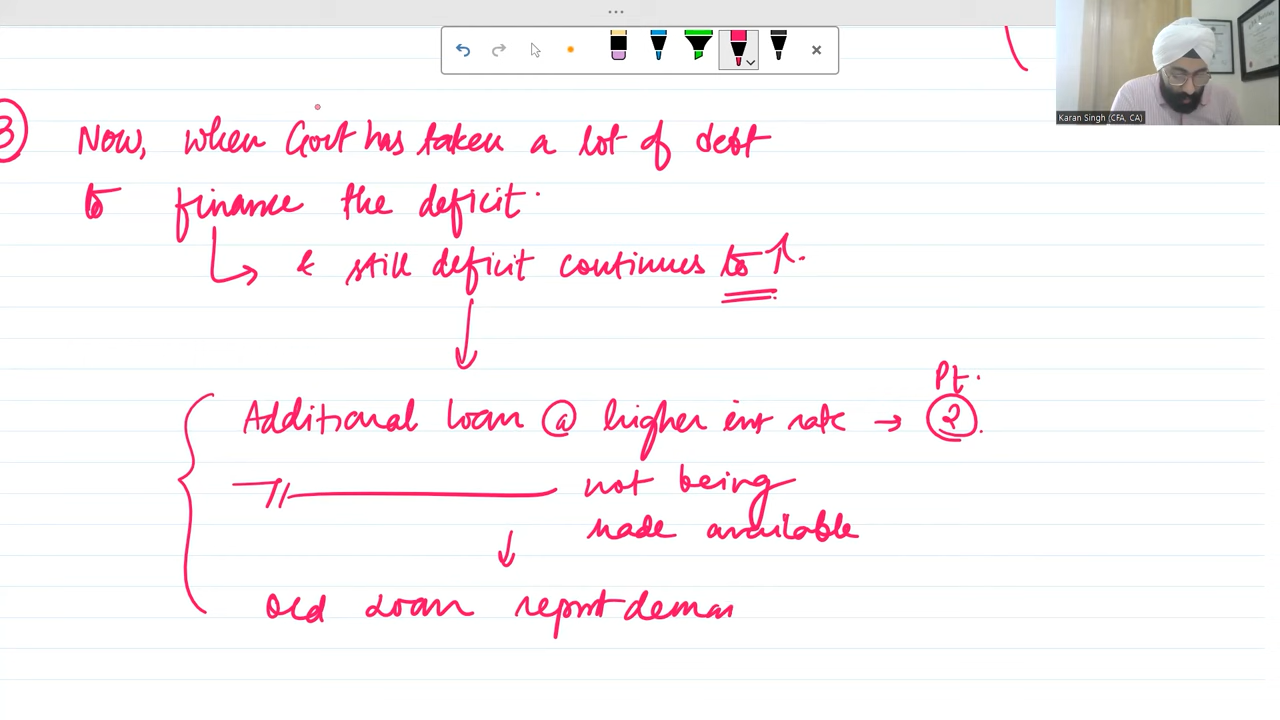 Karan Singh (CFA, CA)
3 Now, when Govt has taken a lot of debt
to finance the deficit.
↳ & still deficit continues to ↑.
↓
Pt.
Additional loan @ higher int rate → 2.
—〃— not being
made available
↓
Old Loan repmt deman